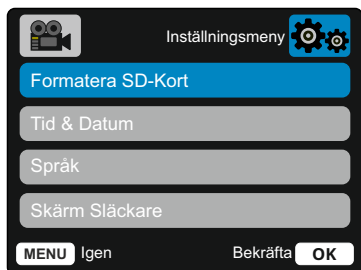 Inställningsmeny
Formatera SD-Kort
Tid & Datum
Språk
Skärm Släckare
MENU Igen Bekräfta OK